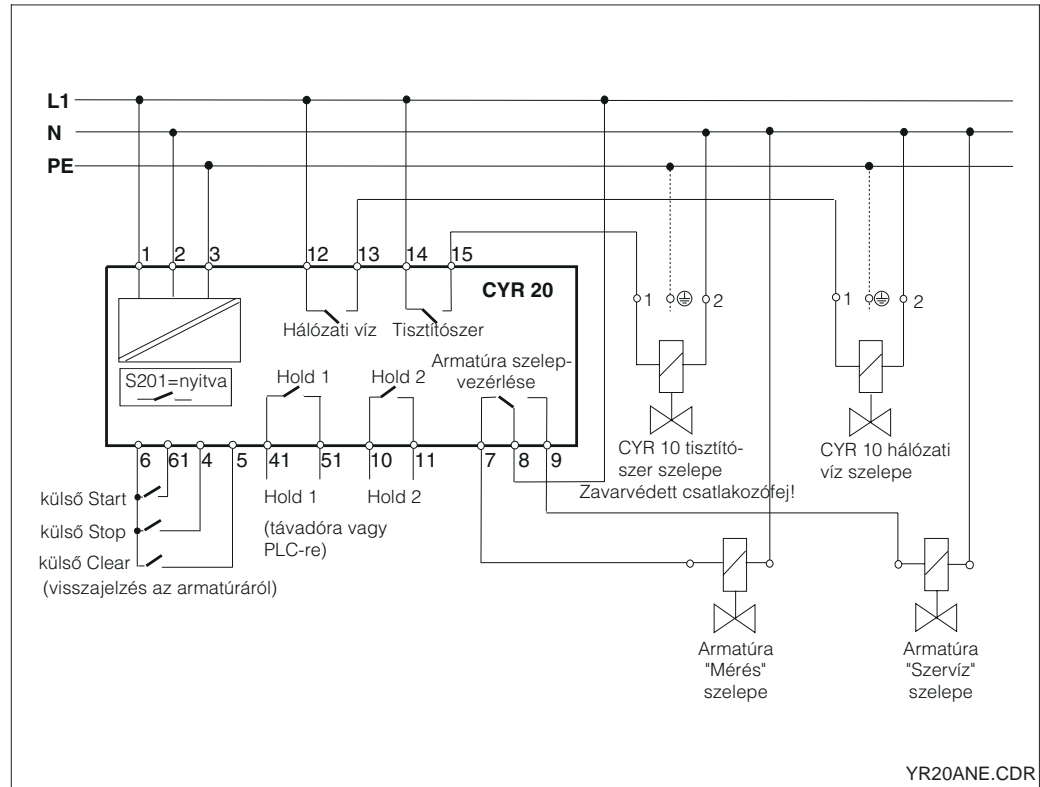 L1
N
PE
1 2 3 12 13 14 15
CYR 20
Hálózati víz Tisztítószer
1 2 1 2
S201=nyitva
Hold 1 Hold 2
Armatúra szelep-
vezérlése
CYR 10 tisztító-
szer szelepe
Zavarvédett csatlakozófej!
CYR 10 hálózati
víz szelepe
6 61 4 5 41 51 10 11 7 8 9
külső Start
külső Stop
külső Clear
(visszajelzés az armatúráról)
Hold 1 Hold 2
(távadóra vagy
PLC-re)
Armatúra
"Mérés"
szelepe
Armatúra
"Szervíz"
szelepe
YR20ANE.CDR